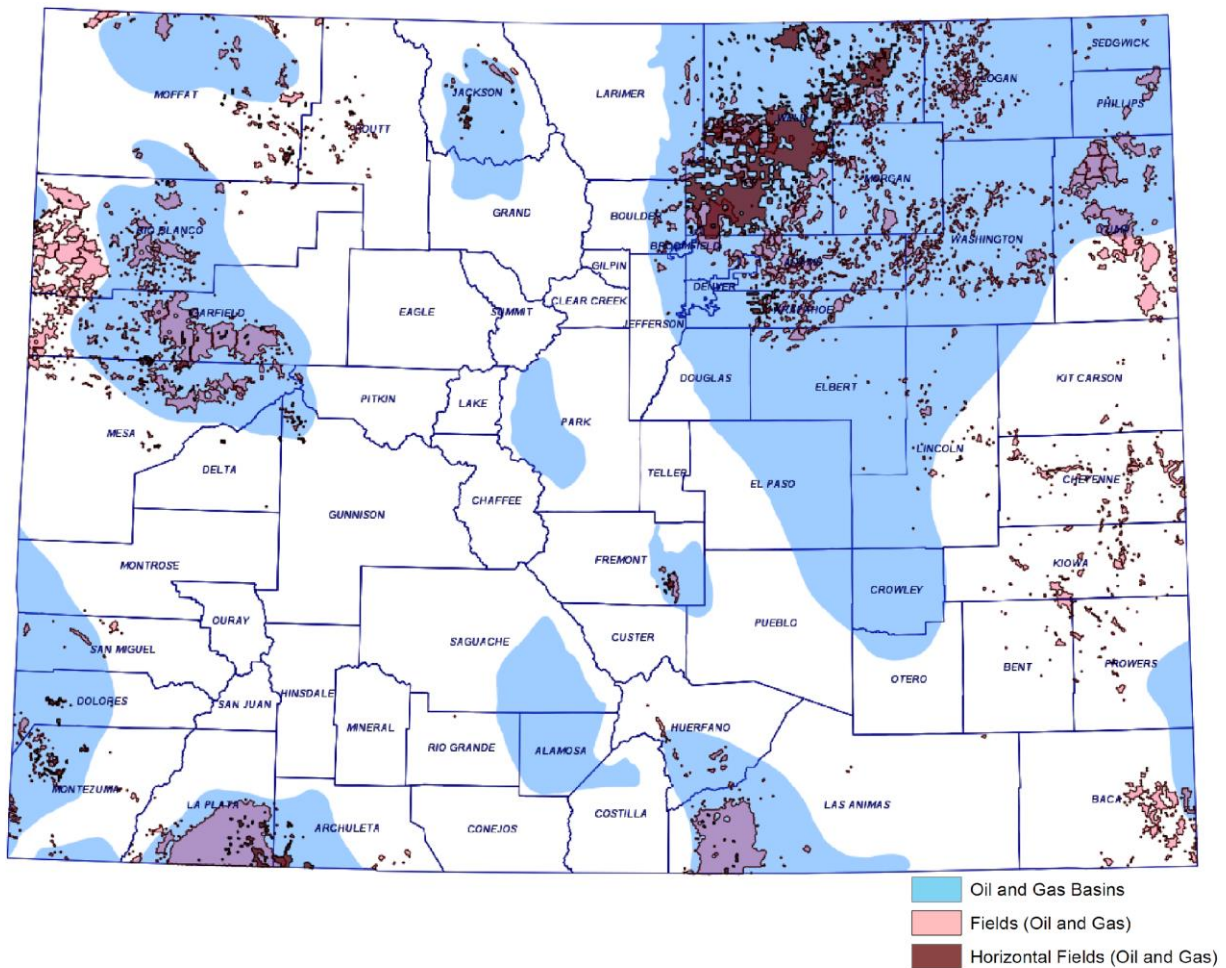 SEDGWICK
LOGAN
MOFFAT
JACKSON
LARIMER
WELD
PHILLIPS
ROUTT
MORGAN
GRAND
BOULDER
RIO BLANCO
WASHINGTON
YUMA
BROOMFIELD
GILPIN
ADAMS
DENVER
CLEAR CREEK
GARFIELD
EAGLE
SUMMIT
ARAPAHOE
JEFFERSON
DOUGLAS
ELBERT
KIT CARSON
PITKIN
LAKE
PARK
MESA
LINCOLN
DELTA
TELLER
CHEYENNE
EL PASO
CHAFFEE
GUNNISON
FREMONT
MONTROSE
KIOWA
CROWLEY
OURAY
PUEBLO
SAGUACHE
CUSTER
SAN MIGUEL
BENT
PROWERS
OTERO
DOLORES
SAN JUAN
HINSDALE
MINERAL
HUERFANO
RIO GRANDE
ALAMOSA
MONTEZUMA
BACA
LA PLATA
LAS ANIMAS
COSTILLA
ARCHULETA
CONEJOS
Oil and Gas Basins
Fields (Oil and Gas)
Horizontal Fields (Oil and Gas)